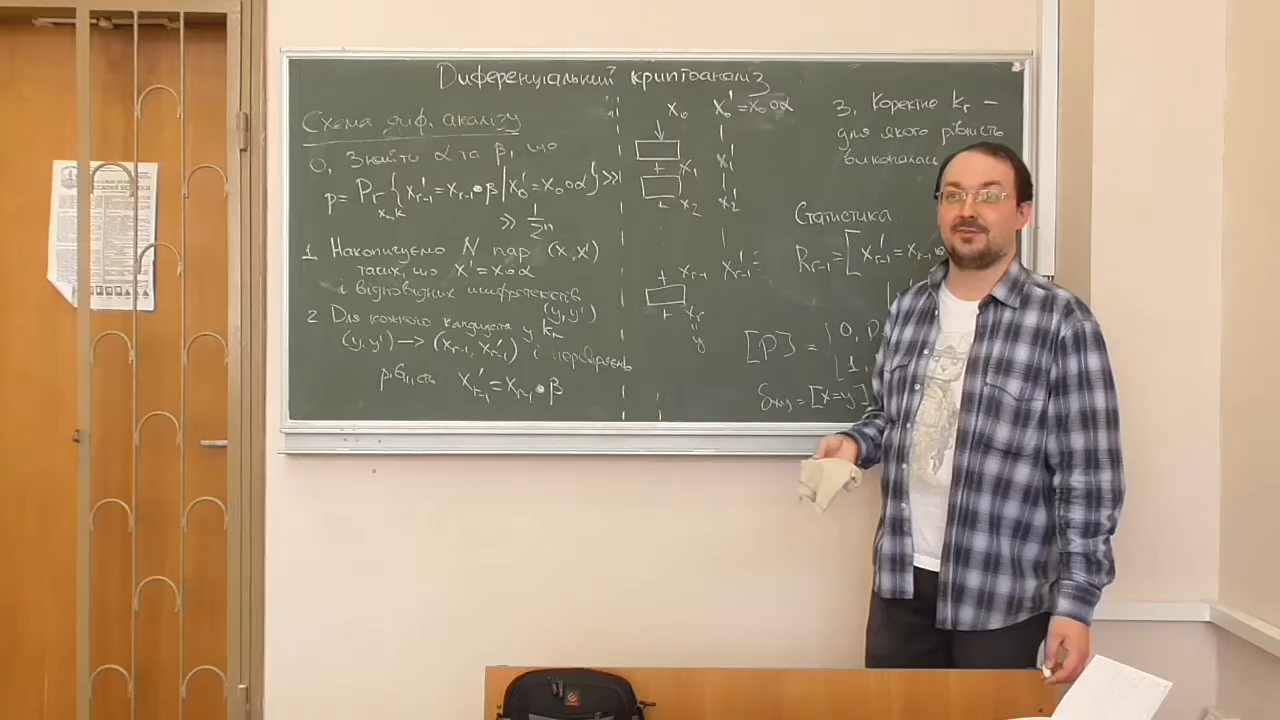 Диференціальний криптоаналіз
Схема диф. аналізу
0, Знайти α та β, що
p = Pr{x'ᵣ₋₁ = xᵣ₋₁ ∘ β | x'₀ = x₀ ∘ α} >>
x₀, k
>> 1/2ⁿ
1 Накопичуємо N пар (x, x')
таких, що x' = x ∘ α
і відповідних шифротекстів
(y, y')
2 Для кожного кандидата у kᵣ
(y, y') → (xᵣ₋₁, x'ᵣ₋₁) і перевіряємо
рівність x'ᵣ₋₁ = xᵣ₋₁ ∘ β
x₀ x'₀ = x₀ ∘ α
x₁ x'₁
x₂ x'₂
xᵣ₋₁ x'ᵣ₋₁ =
xᵣ
=
y
3, Коректне kᵣ –
для якого рівність
виконалась
Статистика
Rᵣ₋₁ = [x'ᵣ₋₁ = xᵣ₋₁
[P] = { 0,
1,
δₓᵧ = [x=y]